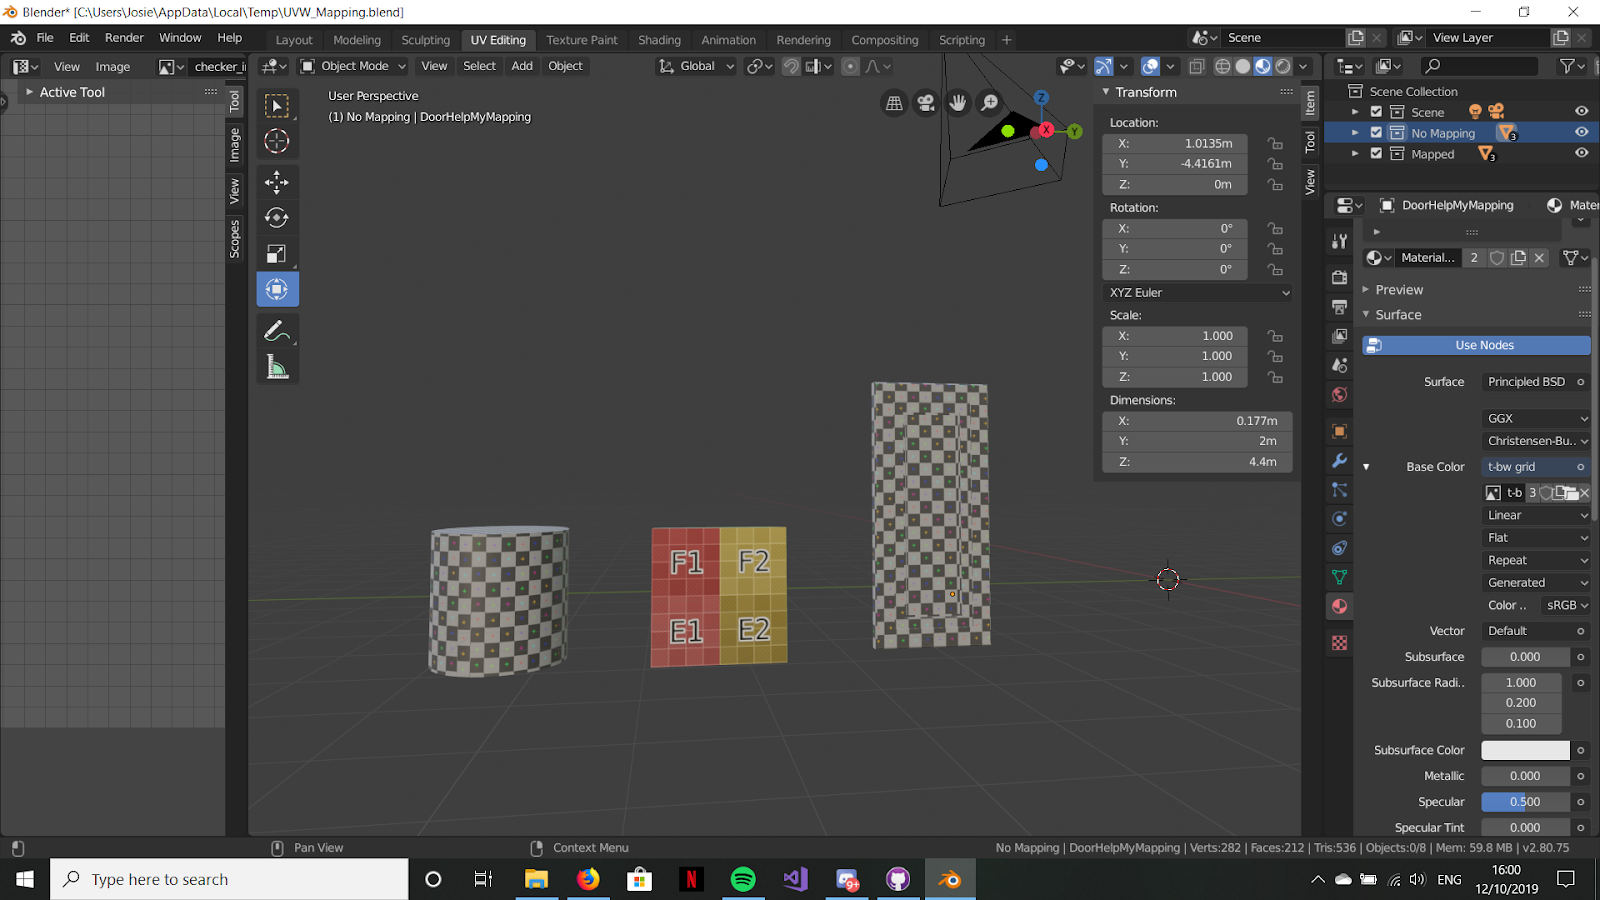 Blender* [C:\Users\Josie\AppData\Local\Temp\UVW_Mapping.blend]
File Edit Render Window Help Layout Modeling Sculpting UV Editing Texture Paint Shading Animation Rendering Compositing Scripting + Scene View Layer
View Image checker_i Object Mode View Select Add Object Global
Active Tool
Tool
Image
View
Scopes
User Perspective
(1) No Mapping | DoorHelpMyMapping
Z
X
Y
F1 F2
E1 E2
Transform
Location:
X: 1.0135m
Y: -4.4161m
Z: 0m
Rotation:
X: 0°
Y: 0°
Z: 0°
XYZ Euler
Scale:
X: 1.000
Y: 1.000
Z: 1.000
Dimensions:
X: 0.177m
Y: 2m
Z: 4.4m
Item
Tool
View
Scene Collection
Scene
No Mapping 3
Mapped 3
DoorHelpMyMapping Mater
Material... 2
Preview
Surface
Use Nodes
Surface Principled BSD
GGX
Christensen-Bu..
Base Color t-bw grid
t-b 3
Linear
Flat
Repeat
Generated
Color .. sRGB
Vector Default
Subsurface 0.000
Subsurface Radi.. 1.000
0.200
0.100
Subsurface Color
Metallic 0.000
Specular 0.500
Specular Tint 0.000
Pan View Context Menu No Mapping | DoorHelpMyMapping | Verts:282 | Faces:212 | Tris:536 | Objects:0/8 | Mem: 59.8 MB | v2.80.75
Type here to search N 9+ ENG 16:00
12/10/2019